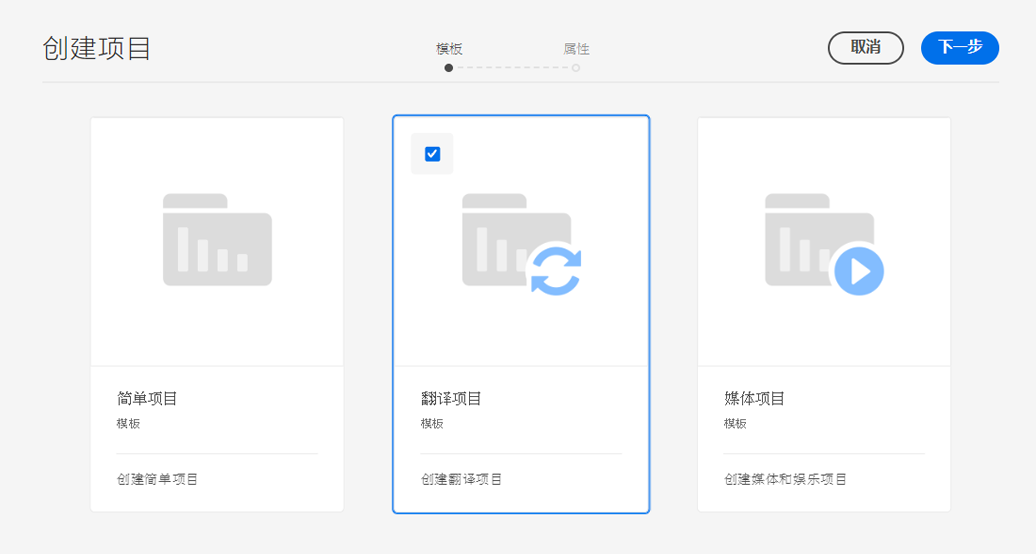 创建项目
模板
属性
取消
下一步
简单项目
模板
创建简单项目
翻译项目
模板
创建翻译项目
媒体项目
模板
创建媒体和娱乐项目